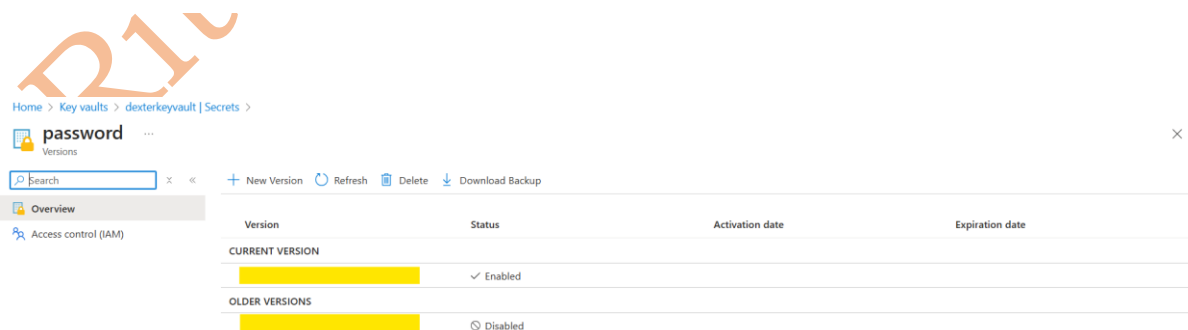 Home > Key vaults > dexterkeyvault | Secrets >
password ...
Versions
Search
+ New Version Refresh Delete Download Backup
Overview
Access control (IAM)
Version Status Activation date Expiration date
CURRENT VERSION
Enabled
OLDER VERSIONS
Disabled